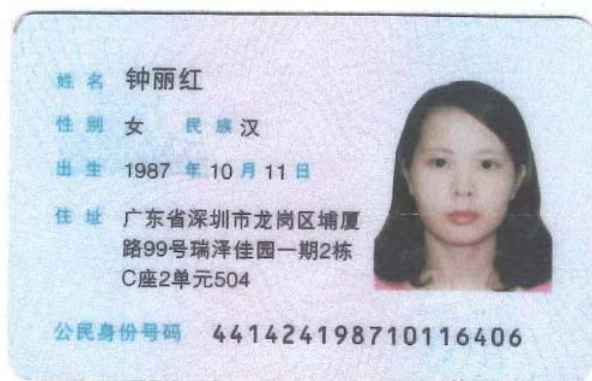 姓名 钟丽红
性别 女 民族 汉
出生 1987 年 10 月 11 日
住址 广东省深圳市龙岗区埔厦
路99号瑞泽佳园一期2栋
C座2单元504
公民身份号码 441424198710116406